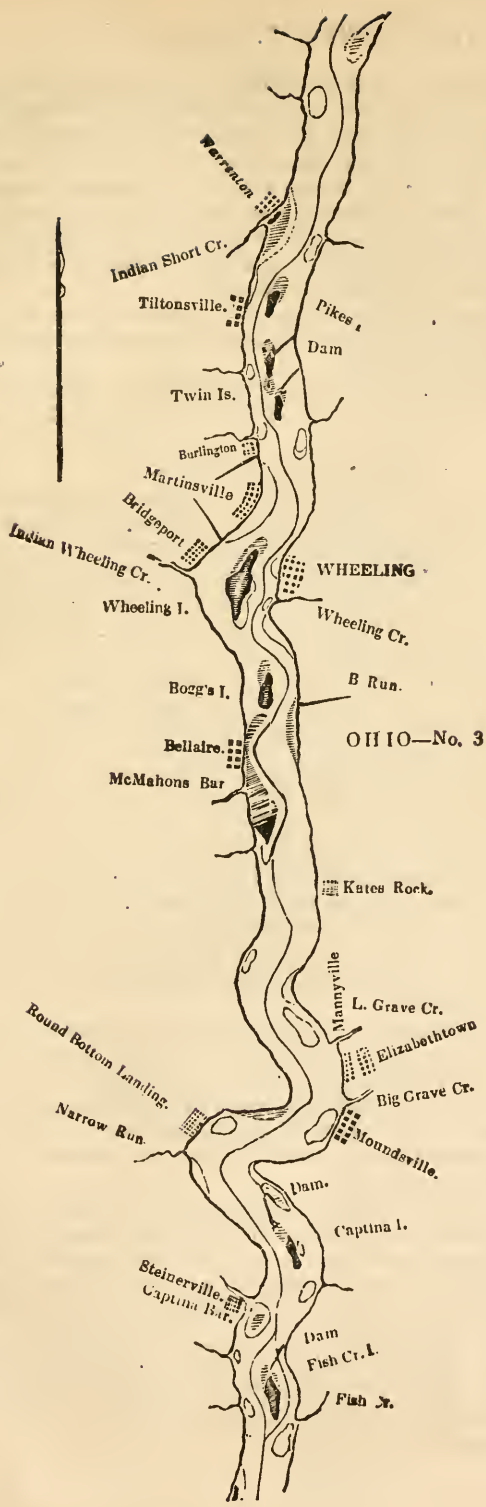 Warrenton
Indian Short Cr.
Tiltonsville.
Pikes I.
Dam
Twin Is.
Burlington
Martinsville
Bridgeport
Indian Wheeling Cr.
WHEELING
Wheeling I.
Wheeling Cr.
Bogg's I.
B Run.
OHIO—No. 3
Bellaire.
McMahons Bar
Kates Rock.
Mannyville
L. Grave Cr.
Elizabethtown
Round Bottom Landing.
Big Grave Cr.
Narrow Run.
Moundsville.
Dam.
Captina I.
Steinerville.
Captina Bar.
Dam
Fish Cr. I.
Fish Cr.